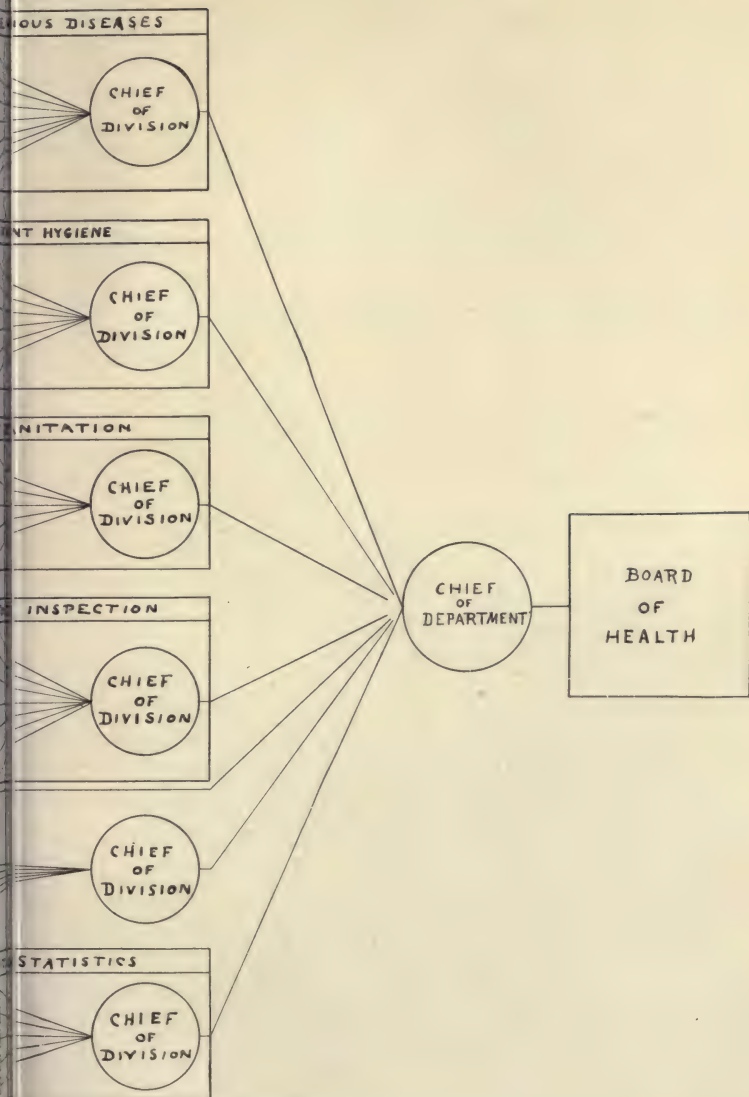 IOUS DISEASES
CHIEF
OF
DIVISION
NT HYGIENE
CHIEF
OF
DIVISION
NITATION
CHIEF
OF
DIVISION
INSPECTION
CHIEF
OF
DIVISION
CHIEF
OF
DIVISION
STATISTICS
CHIEF
OF
DIVISION
CHIEF
OF
DEPARTMENT
BOARD
OF
HEALTH